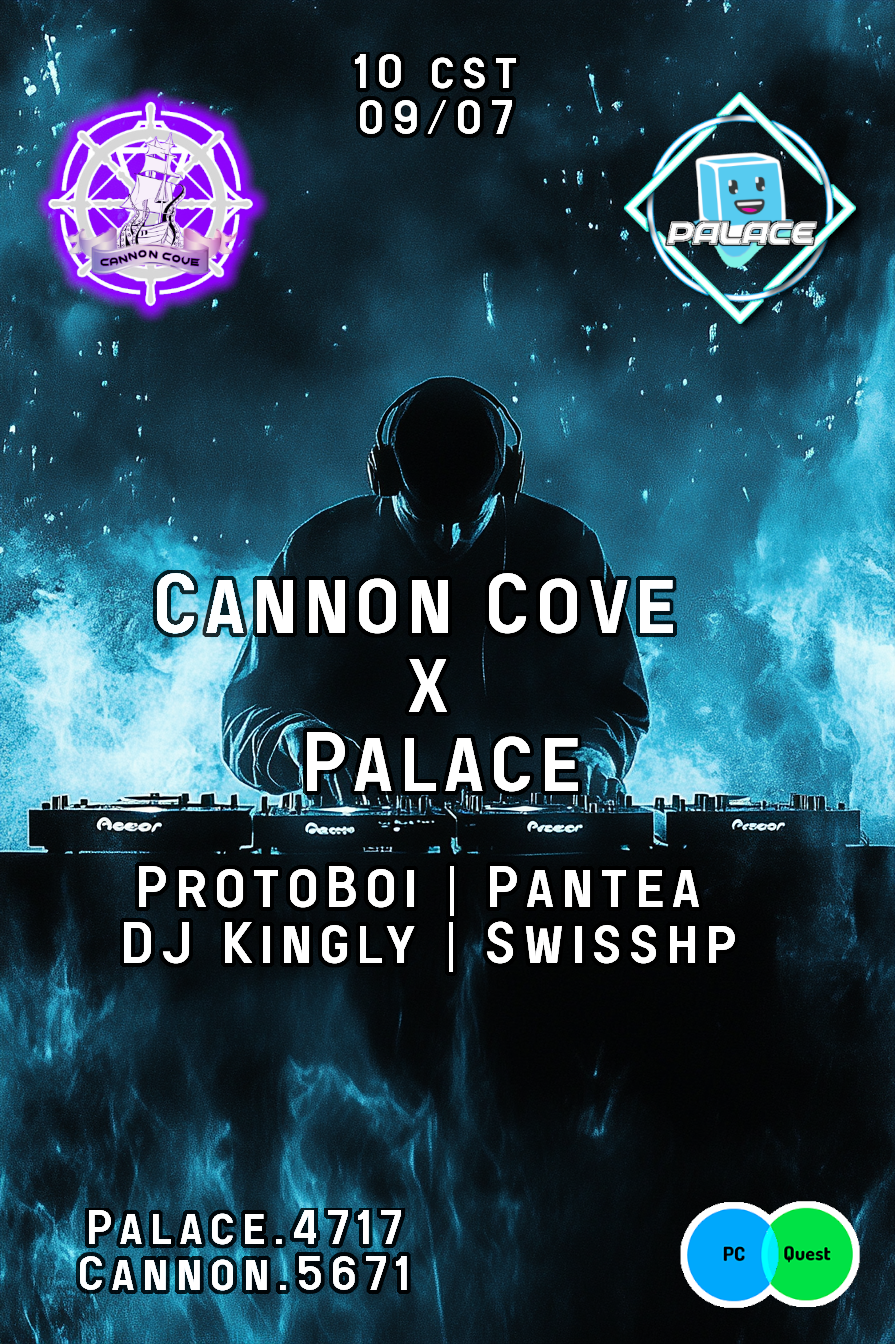 10 CST
09/07
CANNON COVE
PALACE
CANNON COVE
X
PALACE
PROTOBOI | PANTEA
DJ KINGLY | SWISSHP
PALACE.4717
CANNON.5671
PC Quest